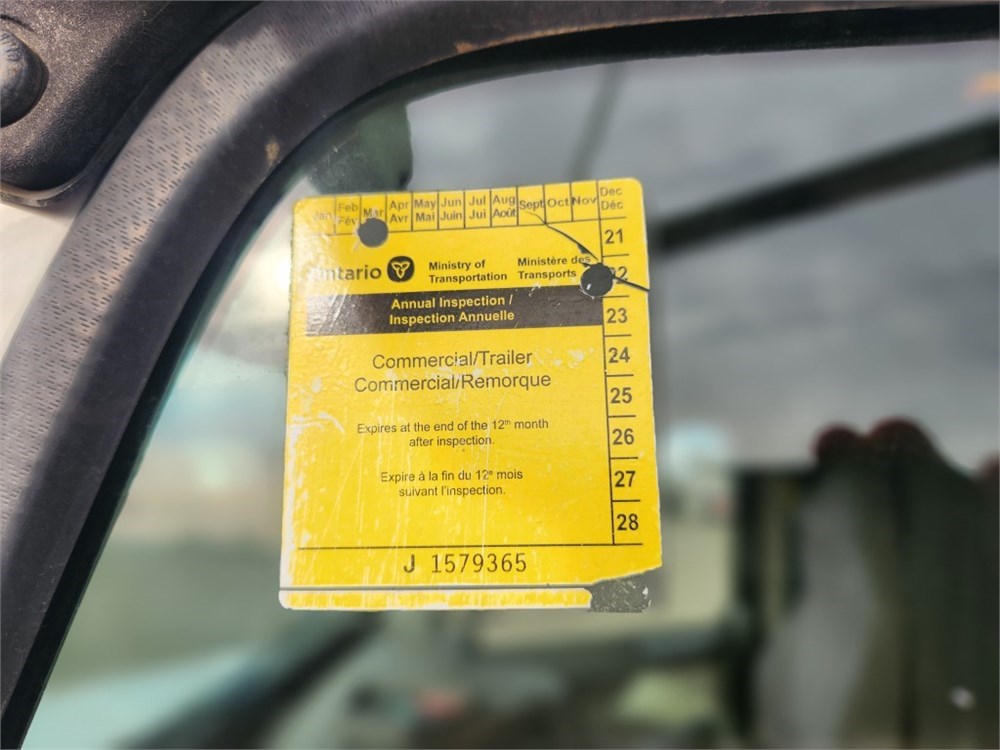 Jan Feb Mar Apr May Jun Jul Aug Sept Oct Nov Dec
Fév Avr Mai Juin Jui Août Déc
21
Ontario Ministry of Ministère des
Transportation Transports 22
Annual Inspection /
Inspection Annuelle 23
Commercial/Trailer 24
Commercial/Remorque
25
Expires at the end of the 12th month
after inspection. 26
Expire à la fin du 12e mois 27
suivant l'inspection.
28
J 1579365